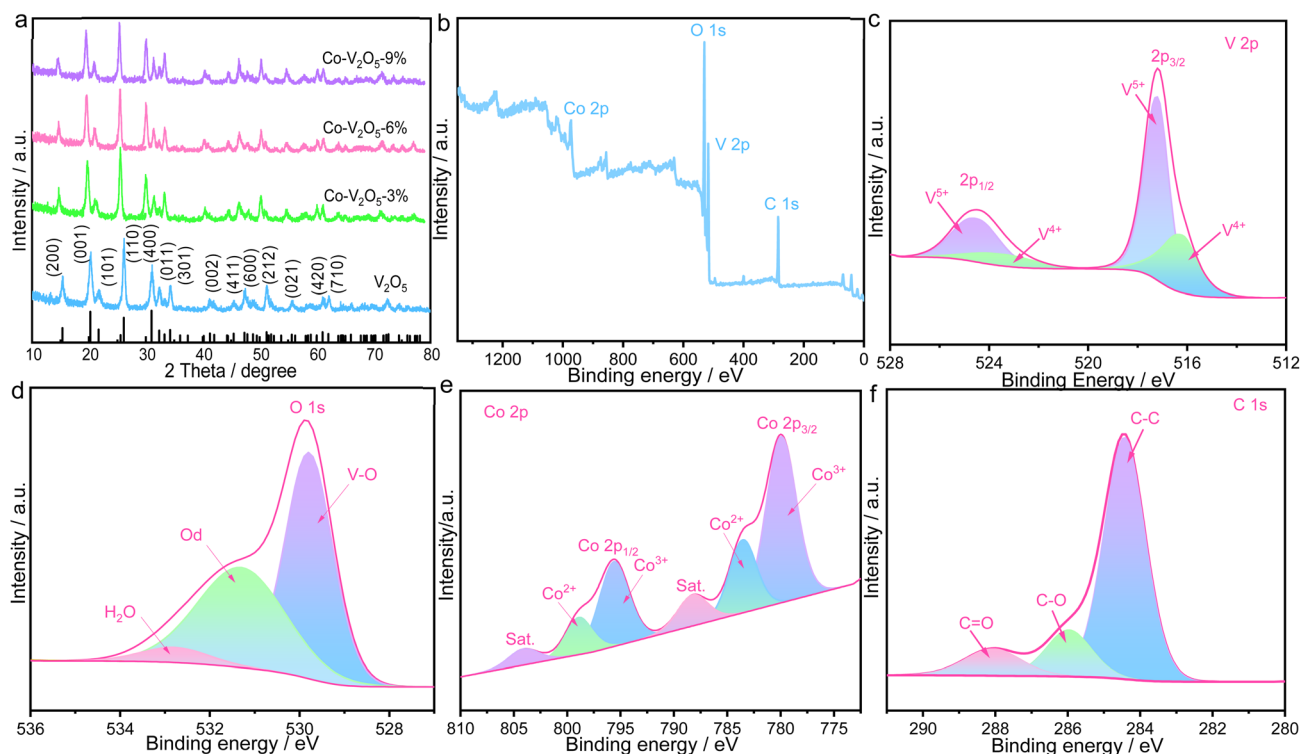 a
Co-V₂O₅-9%
Co-V₂O₅-6%
Co-V₂O₅-3%
V₂O₅
(200)
(001)
(101)
(110)
(400)
(011)
(301)
(002)
(411)
(600)
(212)
(021)
(420)
(710)
10 20 30 40 50 60 70 80
2 Theta / degree
Intensity / a.u.
b
O 1s
Co 2p
V 2p
C 1s
1200 1000 800 600 400 200 0
Binding energy / eV
Intensity / a.u.
c
V 2p
2p₃/₂
V⁵⁺
2p₁/₂
V⁵⁺
V⁴⁺
V⁴⁺
528 524 520 516 512
Binding Energy / eV
Intensity / a.u.
d
O 1s
V-O
Od
H₂O
536 534 532 530 528
Binding energy / eV
Intensity / a.u.
e
Co 2p
Co 2p₃/₂
Co³⁺
Co²⁺
Co 2p₁/₂
Co³⁺
Sat.
Co²⁺
Sat.
810 805 800 795 790 785 780 775
Binding energy / eV
Intensity/a.u.
f
C 1s
C-C
C-O
C=O
290 288 286 284 282 280
Binding energy / eV
Intensity / a.u.